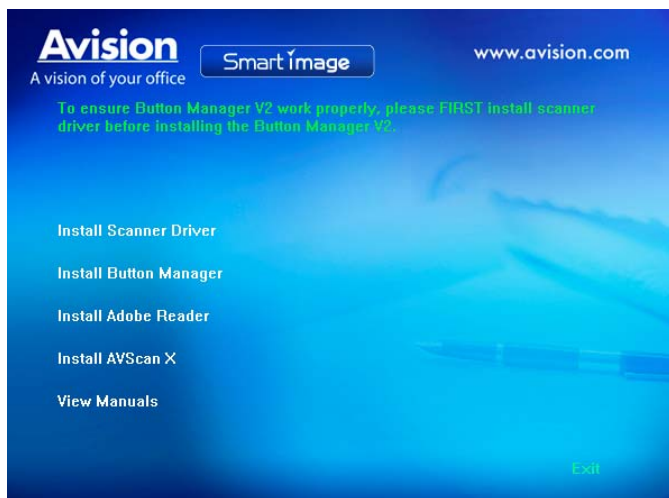 Avision
A vision of your office
Smart image
www.avision.com
To ensure Button Manager V2 work properly, please FIRST install scanner
driver before installing the Button Manager V2.
Install Scanner Driver
Install Button Manager
Install Adobe Reader
Install AVScan X
View Manuals
Exit